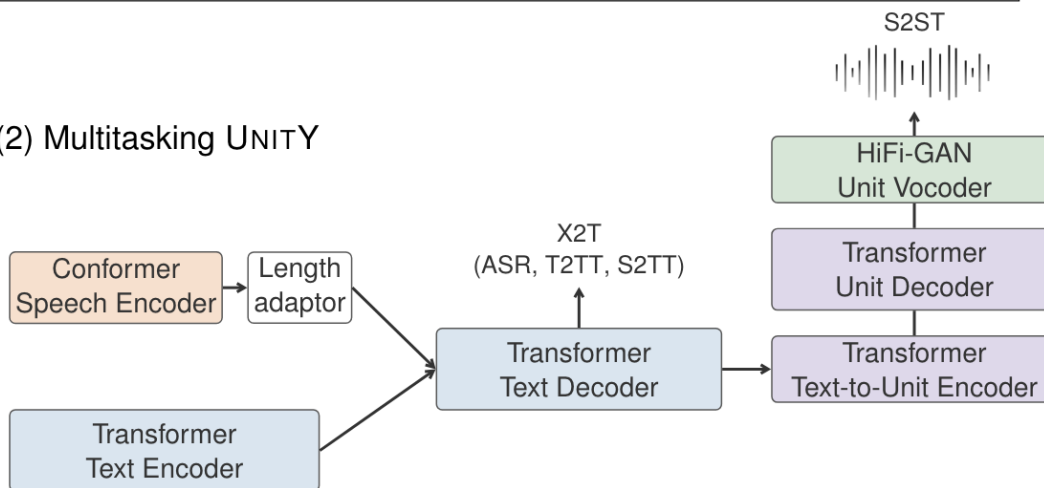 S2ST
(2) Multitasking UNITY
HiFi-GAN
Unit Vocoder
X2T
(ASR, T2TT, S2TT)
Transformer
Unit Decoder
Conformer
Speech Encoder
Length
adaptor
Transformer
Text Decoder
Transformer
Text-to-Unit Encoder
Transformer
Text Encoder